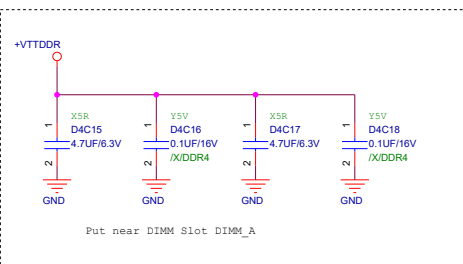 +VTTDDR
X5R
D4C15
4.7UF/6.3V
1
2
GND
Y5V
D4C16
0.1UF/16V
/X/DDR4
1
2
GND
X5R
D4C17
4.7UF/6.3V
1
2
GND
Y5V
D4C18
0.1UF/16V
/X/DDR4
1
2
GND
Put near DIMM Slot DIMM_A